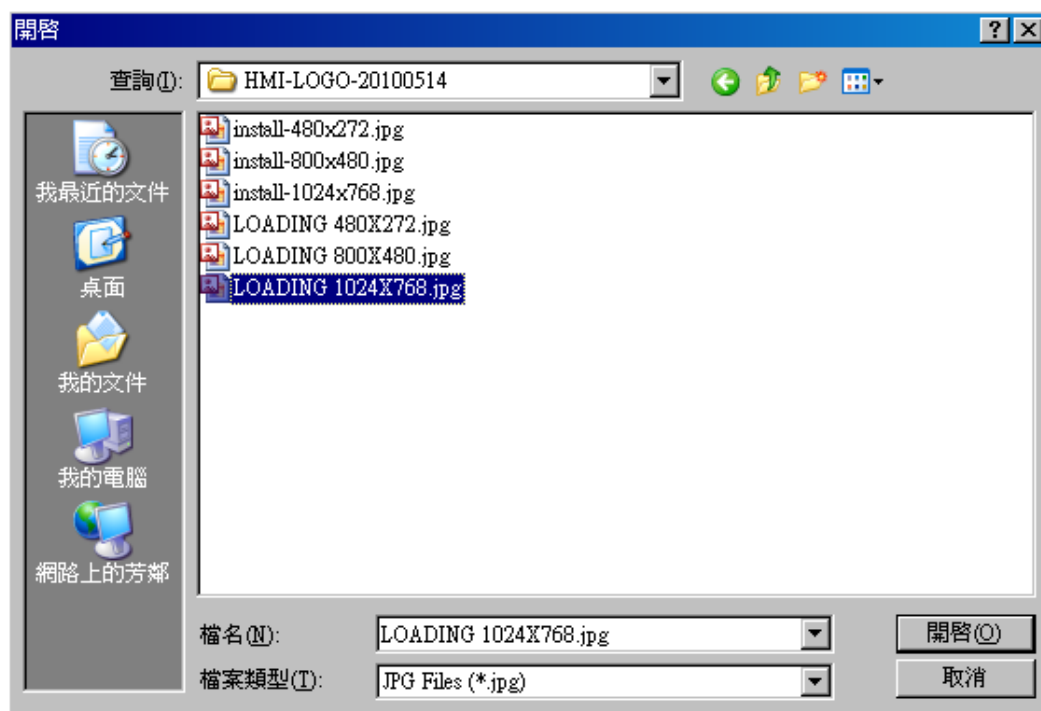 開啓
查詢(I):
HMI-LOGO-20100514
我最近的文件
桌面
我的文件
我的電腦
網路上的芳鄰
install-480x272.jpg
install-800x480.jpg
install-1024x768.jpg
LOADING 480X272.jpg
LOADING 800X480.jpg
LOADING 1024X768.jpg
檔名(N):
LOADING 1024X768.jpg
開啓(O)
檔案類型(T):
JPG Files (*.jpg)
取消